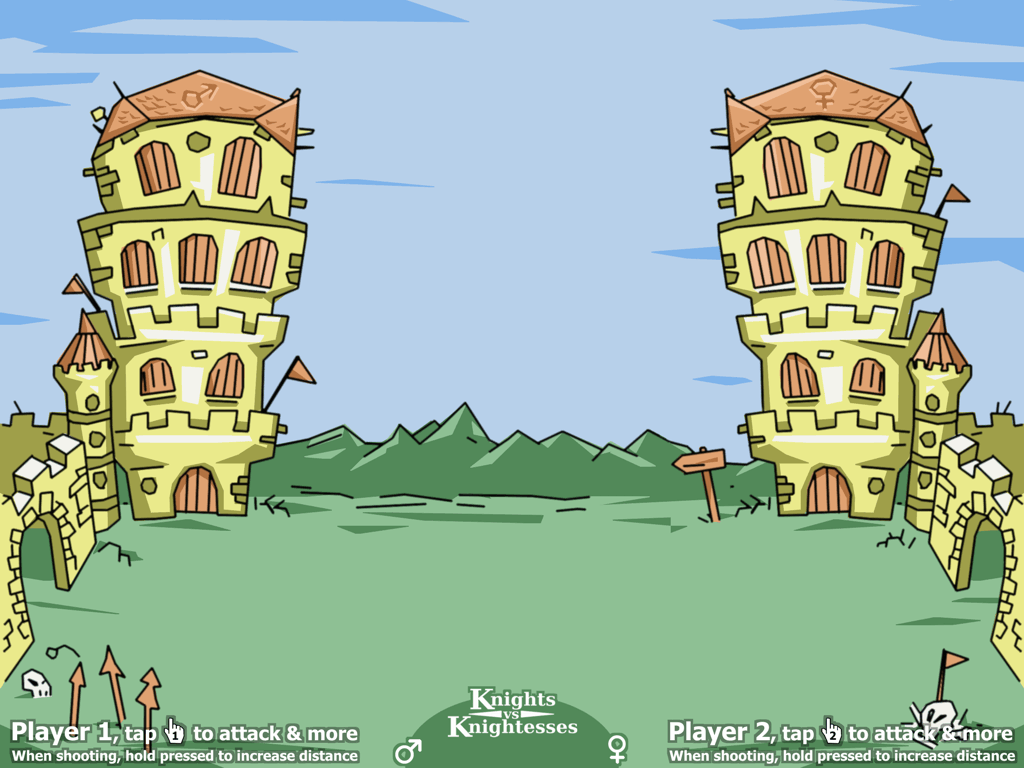 Knights
vs
Knightesses
Player 1, tap 1 to attack & more
When shooting, hold pressed to increase distance
Player 2, tap 2 to attack & more
When shooting, hold pressed to increase distance